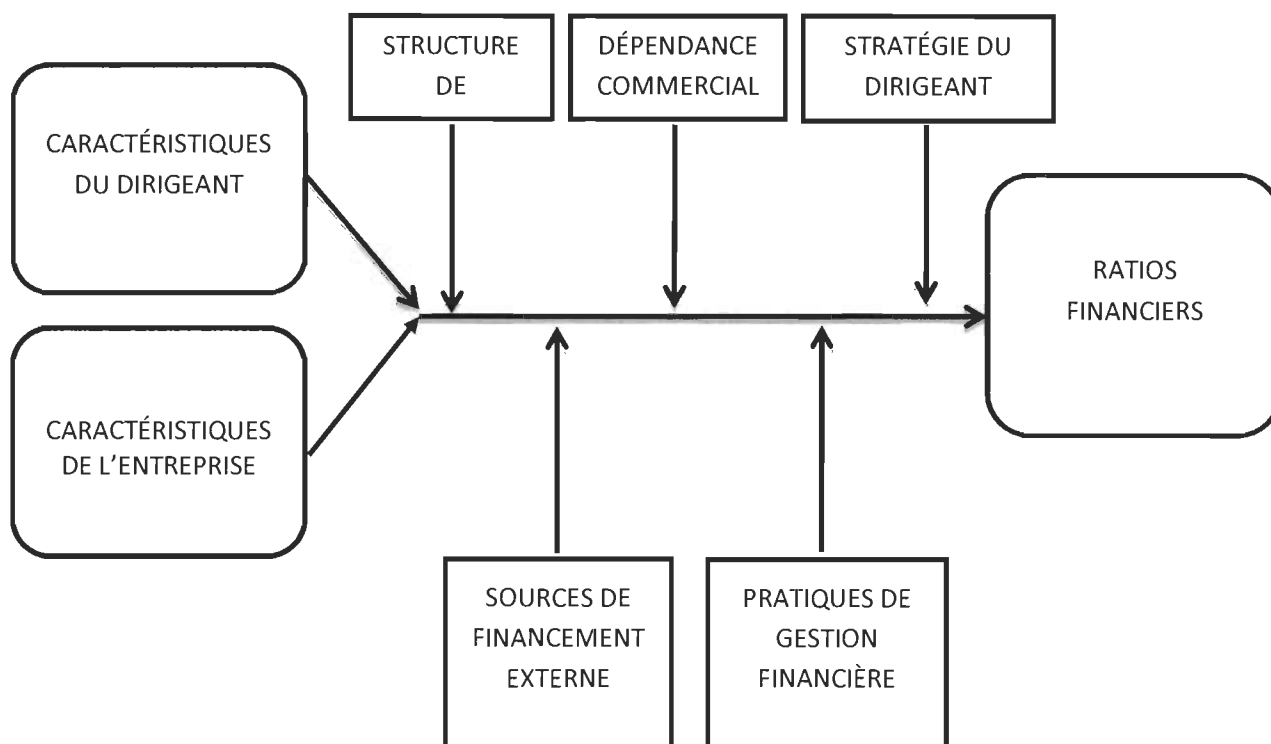 STRUCTURE
DE
DÉPENDANCE
COMMERCIAL
STRATÉGIE DU
DIRIGEANT
CARACTÉRISTIQUES
DU DIRIGEANT
RATIOS
FINANCIERS
CARACTÉRISTIQUES
DE L'ENTREPRISE
SOURCES DE
FINANCEMENT
EXTERNE
PRATIQUES DE
GESTION
FINANCIÈRE